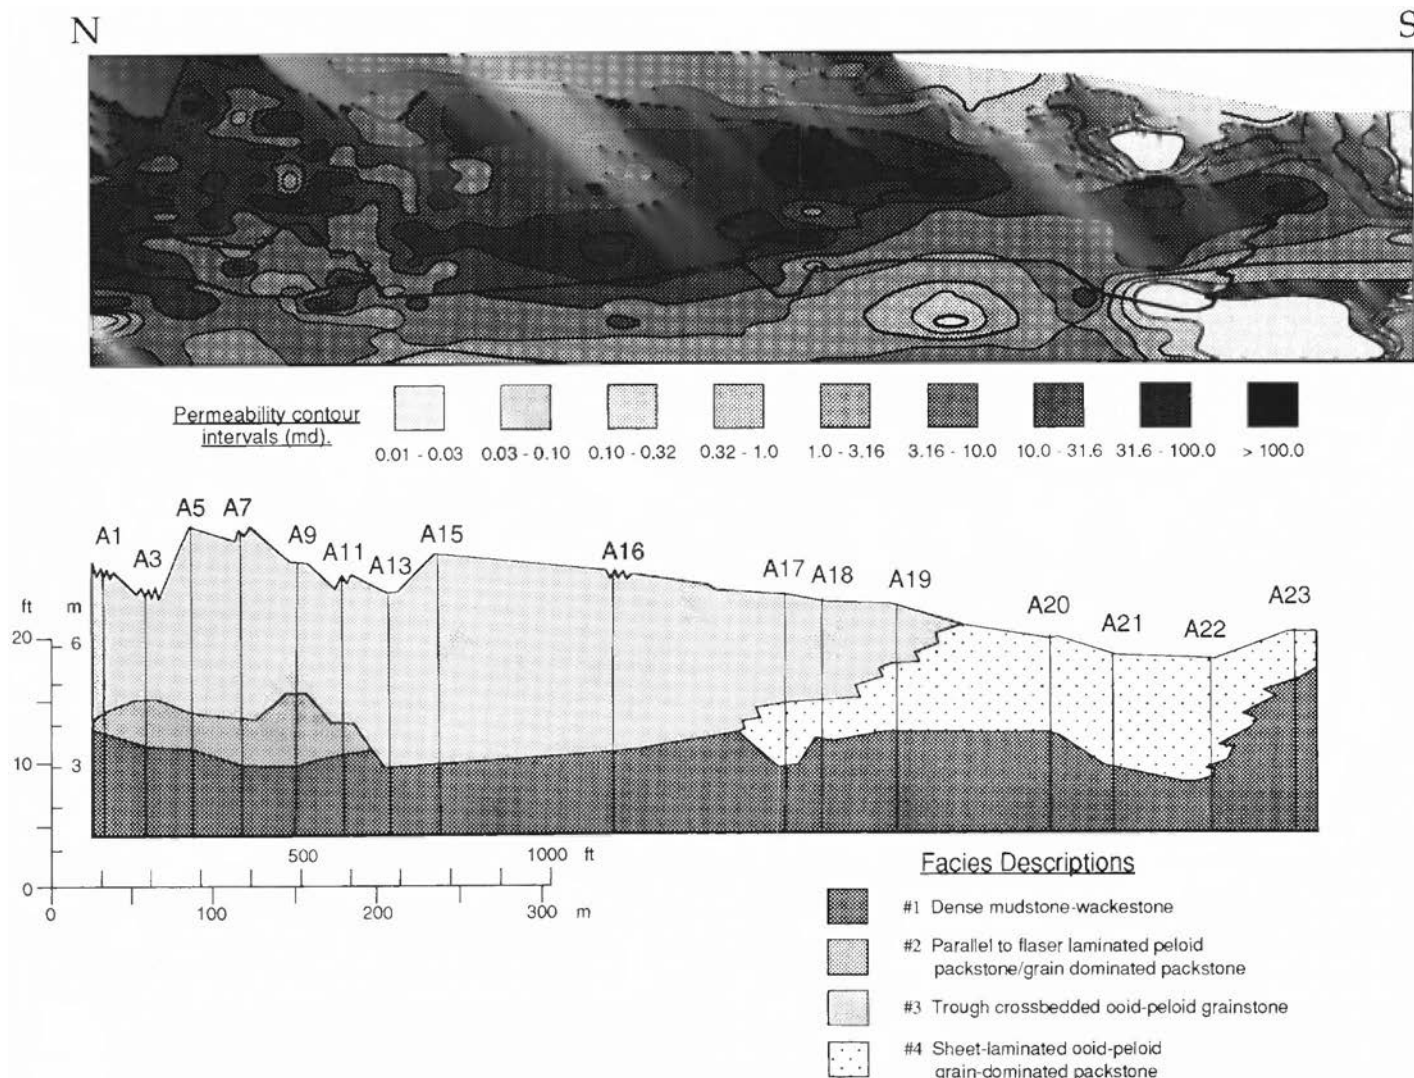 N S
Permeability contour
intervals (md).
0.01 - 0.03 0.03 - 0.10 0.10 - 0.32 0.32 - 1.0 1.0 - 3.16 3.16 - 10.0 10.0 - 31.6 31.6 - 100.0 > 100.0
A1 A3 A5 A7 A9 A11 A13 A15 A16 A17 A18 A19 A20 A21 A22 A23
ft m
20 6
10 3
500 1000 ft
0
0 100 200 300 m
Facies Descriptions
#1 Dense mudstone-wackestone
#2 Parallel to flaser laminated peloid
packstone/grain dominated packstone
#3 Trough crossbedded ooid-peloid grainstone
#4 Sheet-laminated ooid-peloid
grain-dominated packstone